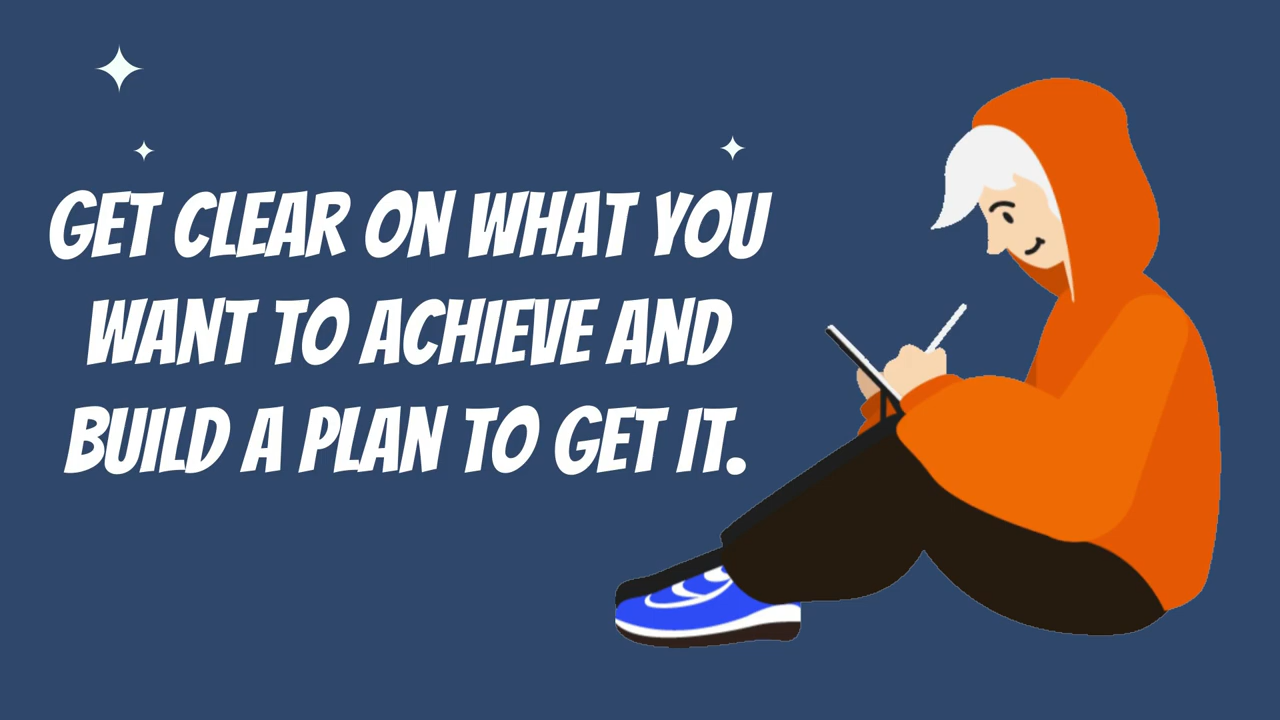 GET CLEAR ON WHAT YOU
WANT TO ACHIEVE AND
BUILD A PLAN TO GET IT.